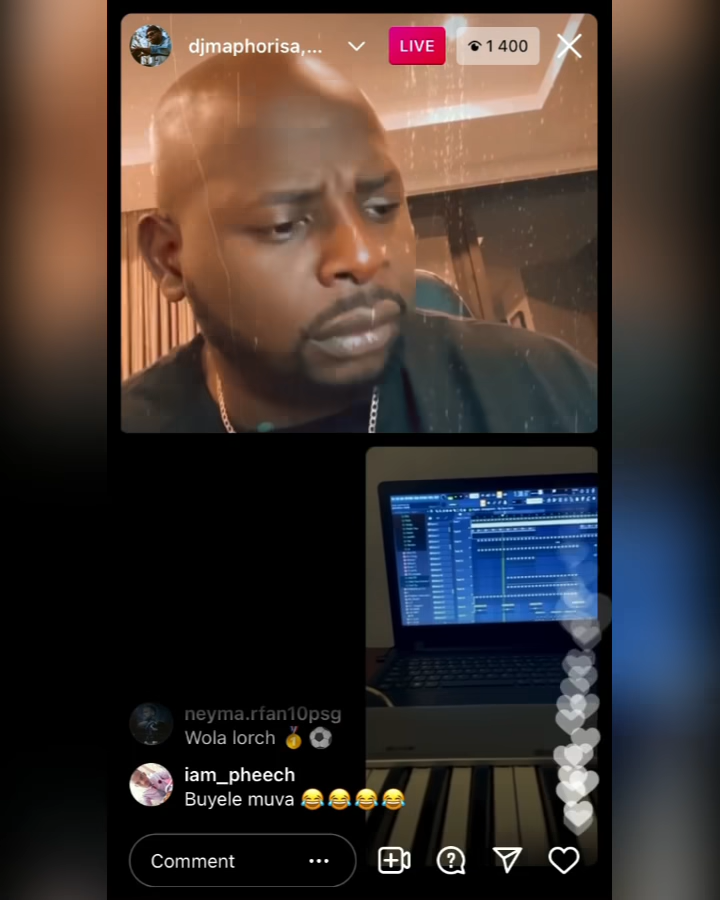 djmaphorisa,...
LIVE
1 400
neyma.rfan10psg
Wola lorch 🏅⚽
iam_pheech
Buyele muva 😂😂😂😂
Comment